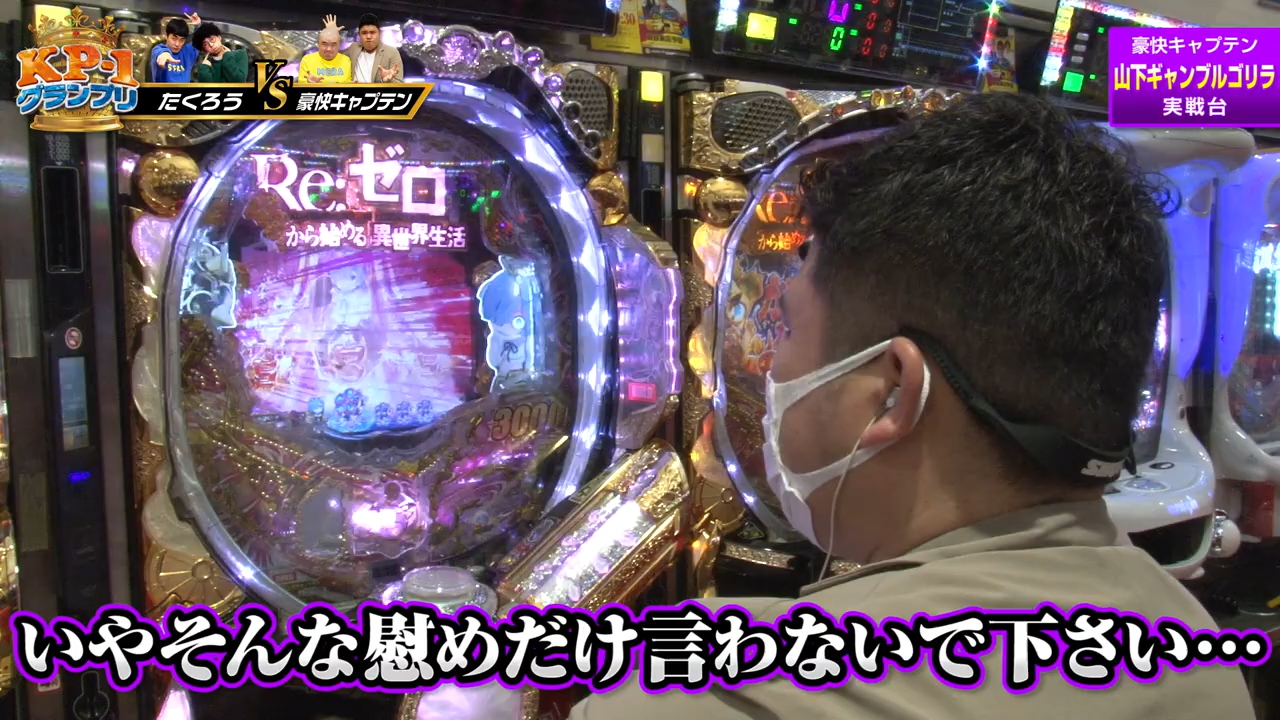 KP-1
グランプリ
たくろう
VS
豪快キャプテン
豪快キャプテン
山下ギャンブルゴリラ
実戦台
Re:ゼロ
から始める異世界生活
3000
いやそんな慰めだけ言わないで下さい…